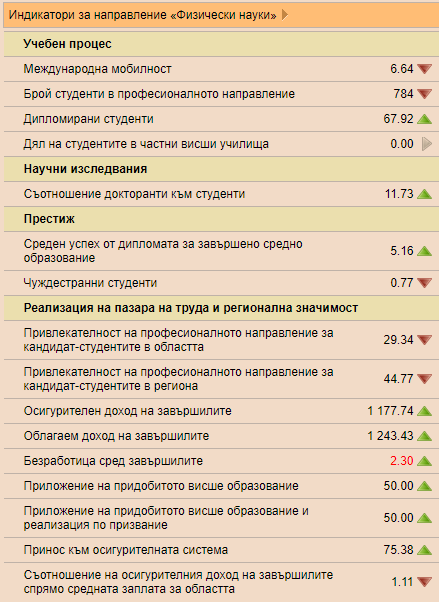 Индикатори за направление «Физически науки»
Учебен процес
Международна мобилност 6.64
Брой студенти в професионалното направление 784
Дипломирани студенти 67.92
Дял на студентите в частни висши училища 0.00
Научни изследвания
Съотношение докторанти към студенти 11.73
Престиж
Среден успех от дипломата за завършено средно
образование 5.16
Чуждестранни студенти 0.77
Реализация на пазара на труда и регионална значимост
Привлекателност на професионалното направление за
кандидат-студентите в областта 29.34
Привлекателност на професионалното направление за
кандидат-студентите в региона 44.77
Осигурителен доход на завършилите 1 177.74
Облагаем доход на завършилите 1 243.43
Безработица сред завършилите 2.30
Приложение на придобитото висше образование 50.00
Приложение на придобитото висше образование и
реализация по призвание 50.00
Принос към осигурителната система 75.38
Съотношение на осигурителния доход на завършилите
спрямо средната заплата за областта 1.11